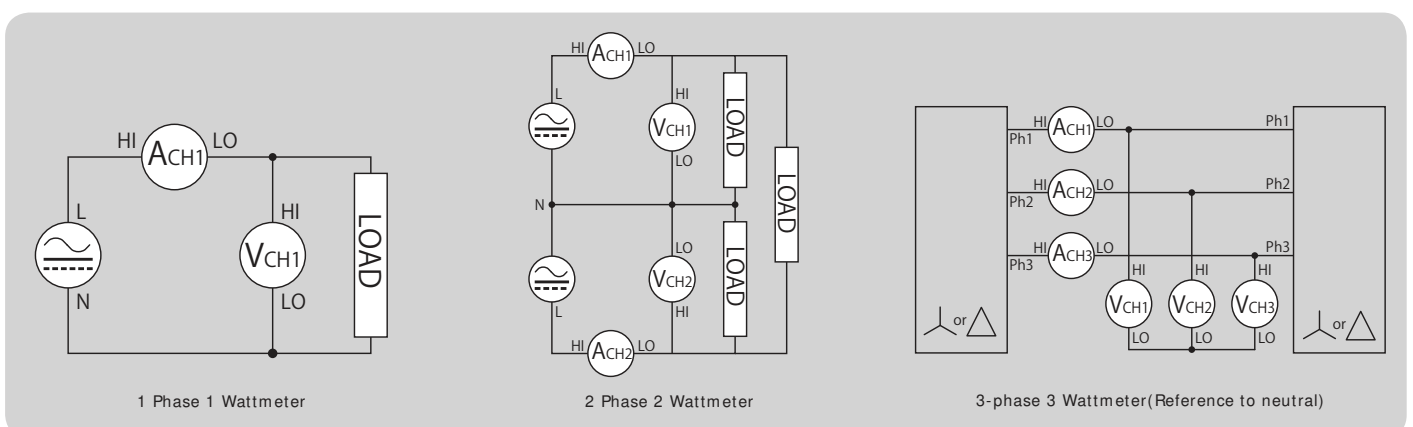 HI ACH1 LO
L
N
HI
VCH1
LO
LOAD
1 Phase 1 Wattmeter
HI ACH1 LO
L
HI
VCH1
LO
LOAD
LOAD
N
LO
VCH2
HI
LOAD
L
HI ACH2 LO
2 Phase 2 Wattmeter
HI ACH1 LO
Ph1
Ph1
HI ACH2 LO
Ph2
Ph2
HI ACH3 LO
Ph3
Ph3
HI
HI
HI
VCH1
VCH2
VCH3
LO
LO
LO
or
or
3-phase 3 Wattmeter(Reference to neutral)